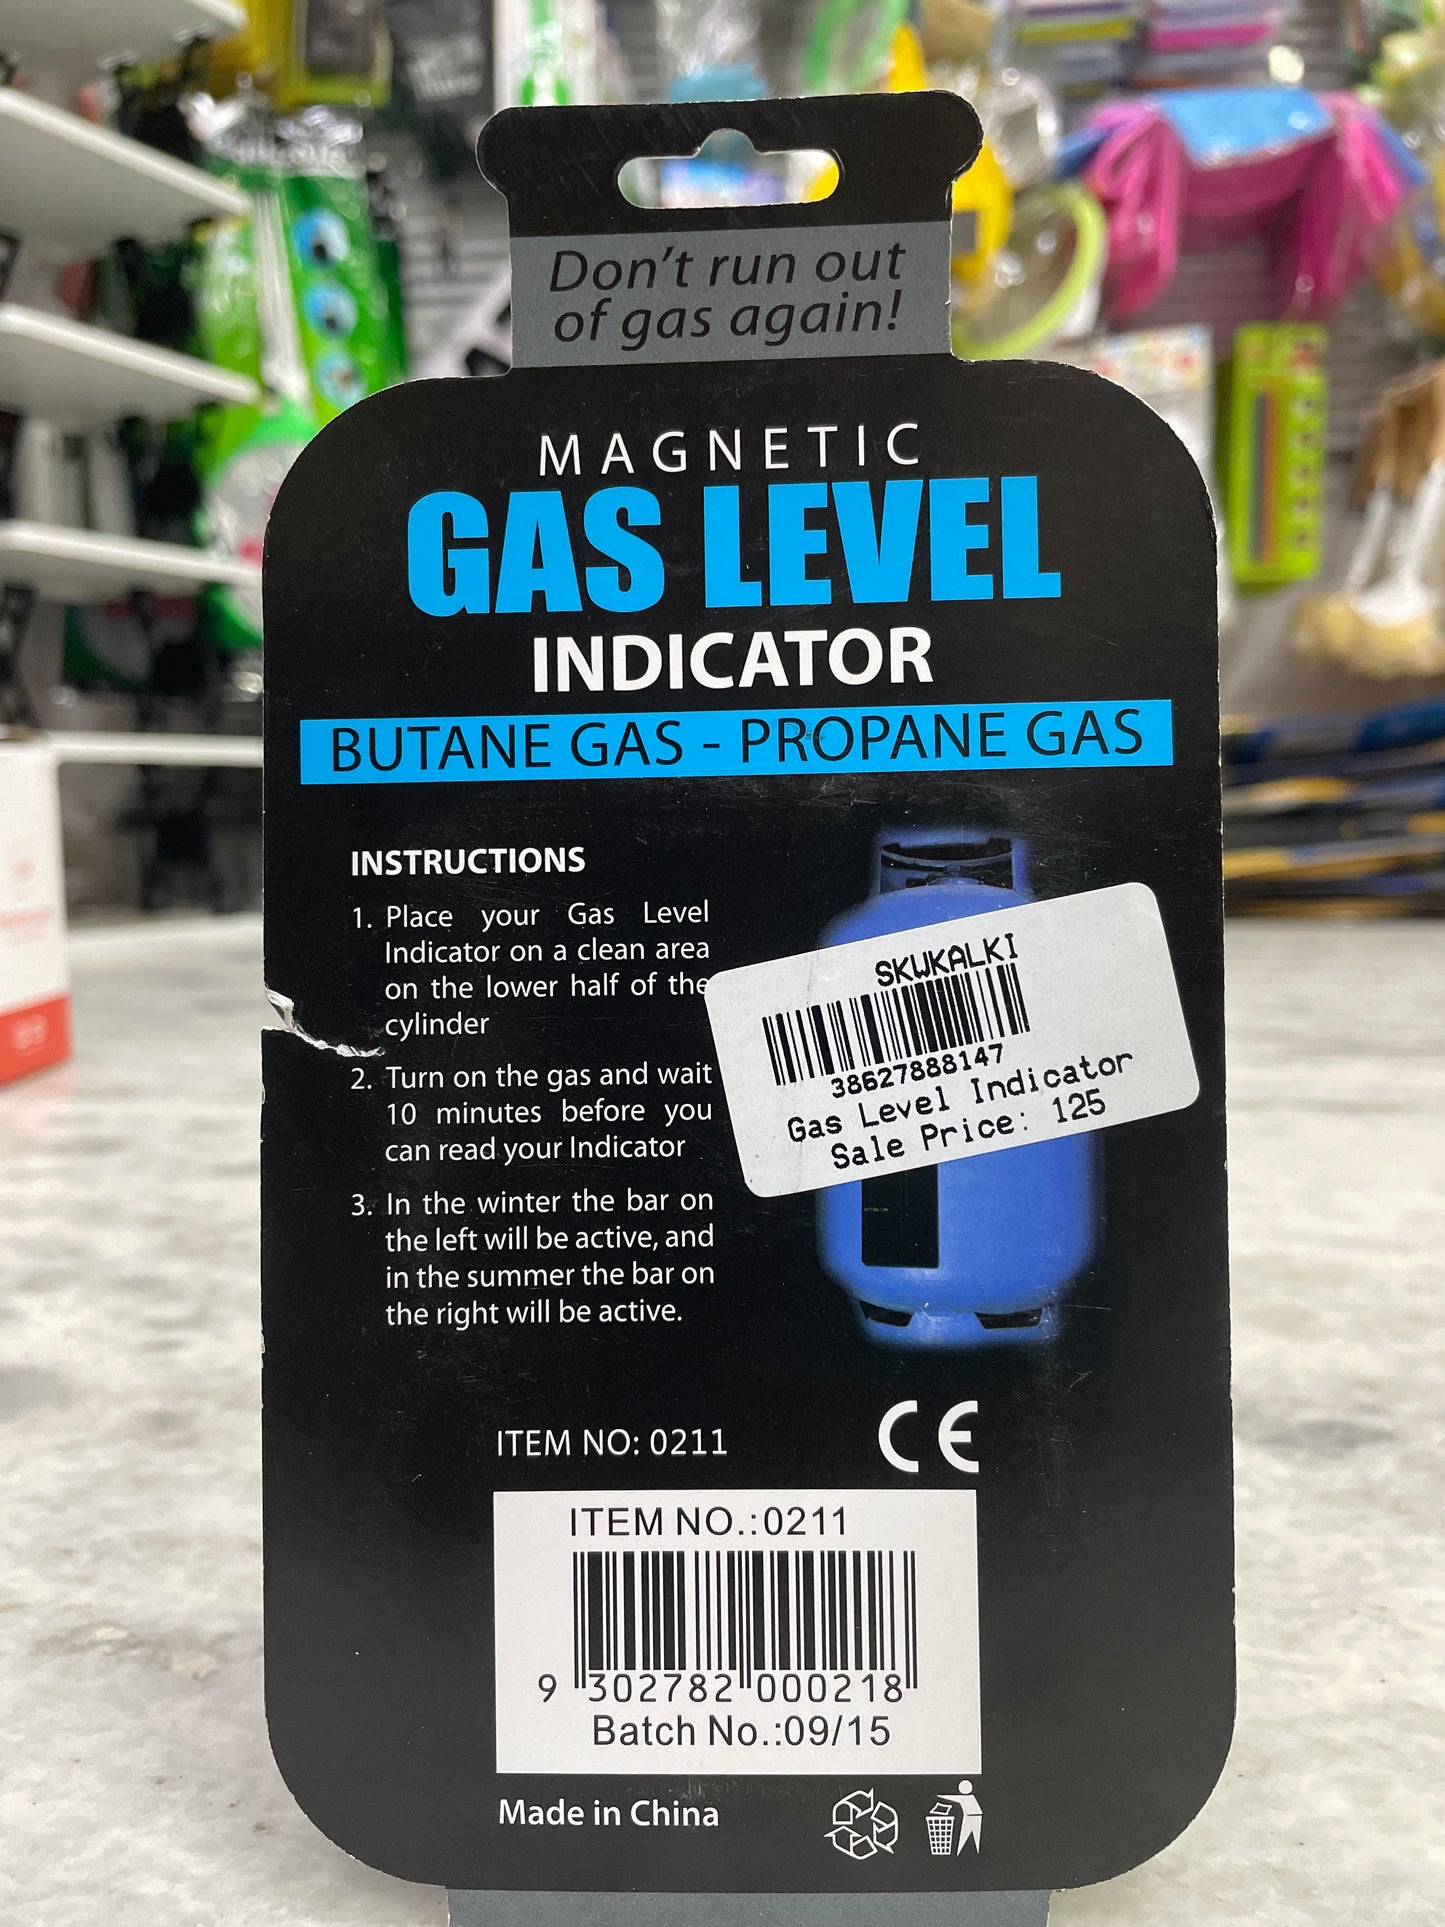 Don't run out
of gas again!
MAGNETIC
GAS LEVEL
INDICATOR
BUTANE GAS - PROPANE GAS
INSTRUCTIONS
1. Place your Gas Level
Indicator on a clean area
on the lower half of the
cylinder
2. Turn on the gas and wait
10 minutes before you
can read your Indicator
3. In the winter the bar on
the left will be active, and
in the summer the bar on
the right will be active.
SKWKALKI
38627888147
Gas Level Indicator
Sale Price: 125
ITEM NO: 0211
CE
ITEM NO.:0211
9 302782 000218
Batch No.:09/15
Made in China